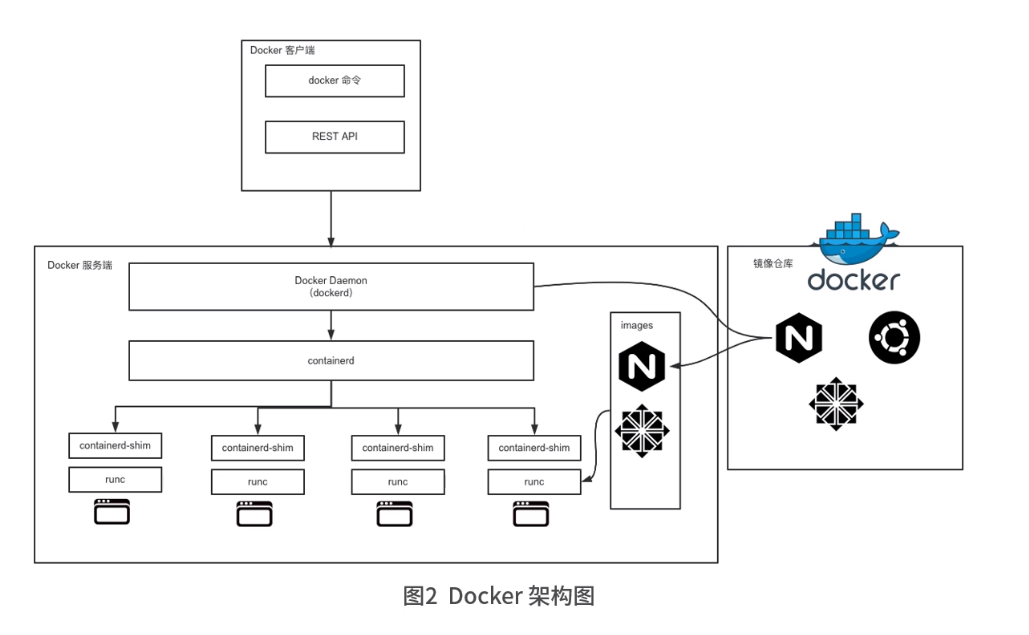 Docker 客户端
docker 命令
REST API
Docker 服务端
Docker Daemon
(dockerd)
containerd
containerd-shim
runc
containerd-shim
runc
containerd-shim
runc
containerd-shim
runc
images
N
镜像仓库
docker
N
图2 Docker 架构图